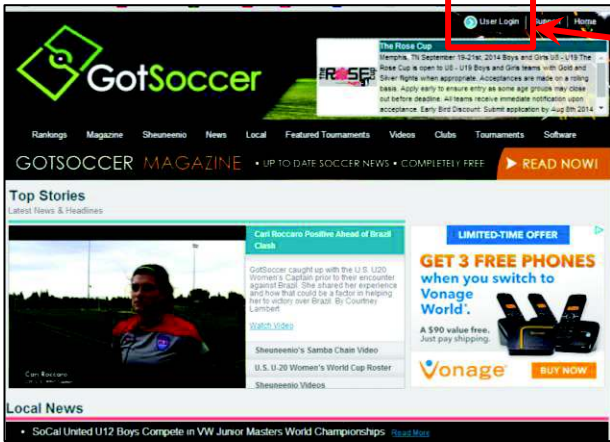 User Login | Support | Home
GotSoccer
The Rose Cup
Memphis, TN September 19-21st, 2014 Boys and Girls U8 - U19 The
Rose Cup is open to U8 - U19 Boys and Girls teams with Gold and
Silver flights when appropriate. Acceptances are made on a rolling
basis. Apply early to ensure entry as some age groups may close
out before deadline. All teams receive immediate notification upon
acceptance. Early Bird Discount: Submit application by Aug 8th 2014
ROSE CUP
Rankings Magazine Sheuneenio News Local Featured Tournaments Videos Clubs Tournaments Software
GOTSOCCER MAGAZINE • UP TO DATE SOCCER NEWS • COMPLETELY FREE READ NOW!
Top Stories
Latest News & Headlines
Cari Roccaro Positive Ahead of Brazil
Clash
GotSoccer caught up with the U.S. U20
Women's Captain prior to their encounter
against Brazil. She shared her experience
and how that could be a factor in helping
her to victory over Brazil. By Courtney
Lambert
Watch Video
Sheuneenio's Samba Chain Video
U.S. U-20 Women's World Cup Roster
Sheuneenio Videos
Cari Roccaro
LIMITED-TIME OFFER
GET 3 FREE PHONES
when you switch to
Vonage
World.
A $90 value free.
Just pay shipping.
Vonage
BUY NOW
Local News
• SoCal United U12 Boys Compete in VW Junior Masters World Championships Read More